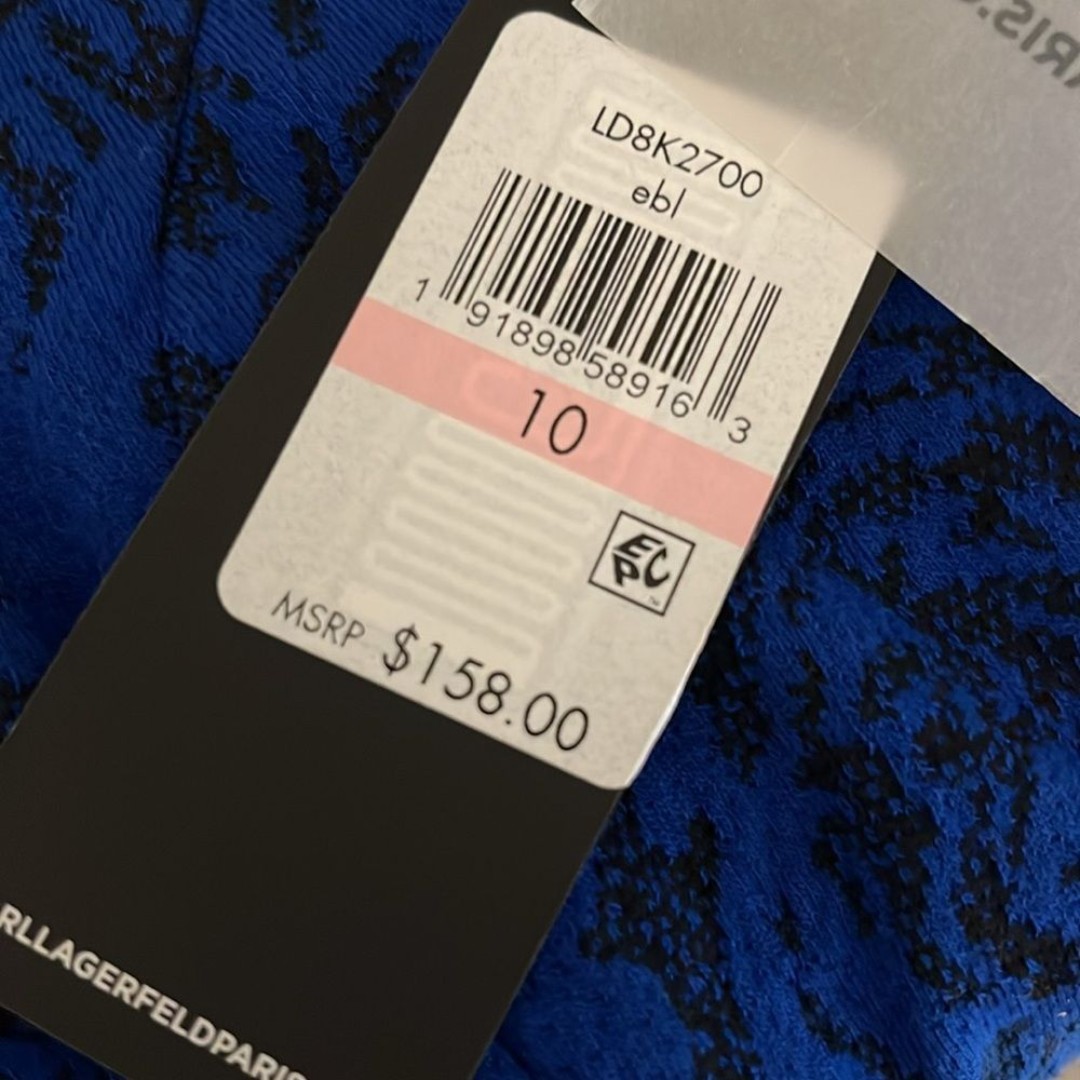 LD8K2700
ebl
1 91898 58916 3
10
EPC
MSRP $158.00
RLLAGERFELDPARIS